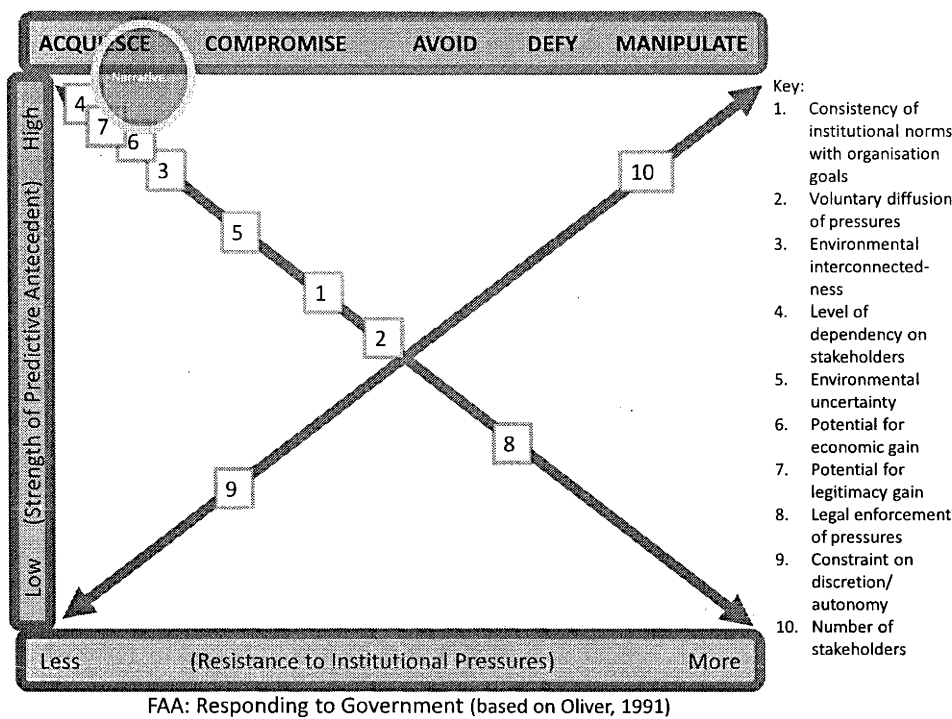 ACQUIESCE COMPROMISE AVOID DEFY MANIPULATE
Narrative
High
(Strength of Predictive Antecedent)
Low
4
7
6
3
5
1
2
8
9
10
Key:
1. Consistency of
institutional norms
with organisation
goals
2. Voluntary diffusion
of pressures
3. Environmental
interconnected-
ness
4. Level of
dependency on
stakeholders
5. Environmental
uncertainty
6. Potential for
economic gain
7. Potential for
legitimacy gain
8. Legal enforcement
of pressures
9. Constraint on
discretion/
autonomy
10. Number of
stakeholders
Less (Resistance to Institutional Pressures) More
FAA: Responding to Government (based on Oliver, 1991)